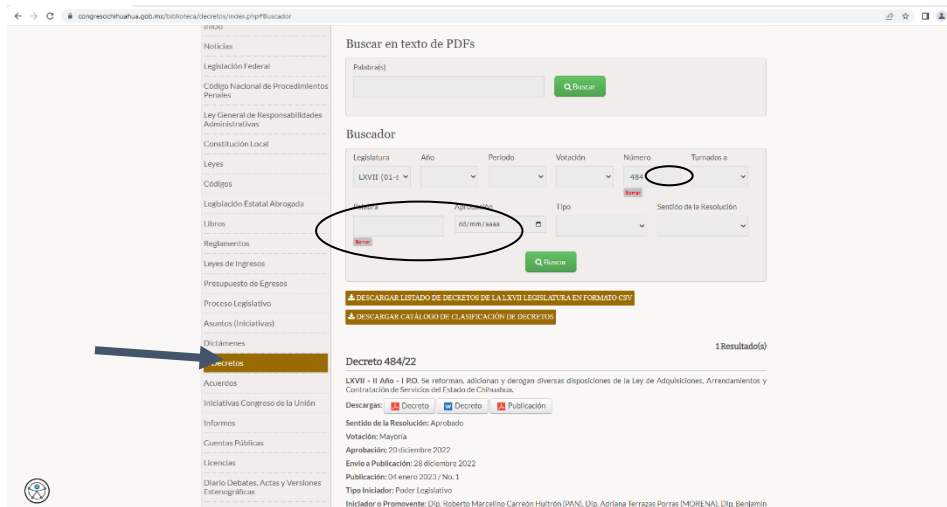 congresochihuahua.gob.mx/biblioteca/decretos/index.php#Buscador
Inicio
Noticias
Legislación Federal
Código Nacional de Procedimientos
Penales
Ley General de Responsabilidades
Administrativas
Constitución Local
Leyes
Códigos
Legislación Estatal Abrogada
Libros
Reglamentos
Leyes de Ingresos
Presupuesto de Egresos
Proceso Legislativo
Asuntos (Iniciativas)
Dictámenes
Decretos
Acuerdos
Iniciativas Congreso de la Unión
Informes
Cuentas Públicas
Licencias
Diario Debates, Actas y Versiones
Estenográficas
Buscar en texto de PDFs
Palabra(s)
Buscar
Buscador
Legislatura Año Periodo Votación Número Turnados a
LXVII (01-s 484
Borrar
Palabra Aprobación Tipo Sentido de la Resolución
dd/mm/aaaa
Borrar
Buscar
DESCARGAR LISTADO DE DECRETOS DE LA LXVII LEGISLATURA EN FORMATO CSV
DESCARGAR CATÁLOGO DE CLASIFICACIÓN DE DECRETOS
1 Resultado(s)
Decreto 484/22
LXVII - II Año - I P.O. Se reforman, adicionan y derogan diversas disposiciones de la Ley de Adquisiciones, Arrendamientos y
Contratación de Servicios del Estado de Chihuahua.
Descargas: Decreto Decreto Publicación
Sentido de la Resolución: Aprobado
Votación: Mayoría
Aprobación: 20 diciembre 2022
Envío a Publicación: 28 diciembre 2022
Publicación: 04 enero 2023 / No. 1
Tipo Iniciador: Poder Legislativo
Iniciador o Promovente: Dip. Roberto Marcelino Carreón Huitrón (PAN), Dip. Adriana Terrazas Porras (MORENA), Dip. Benjamín